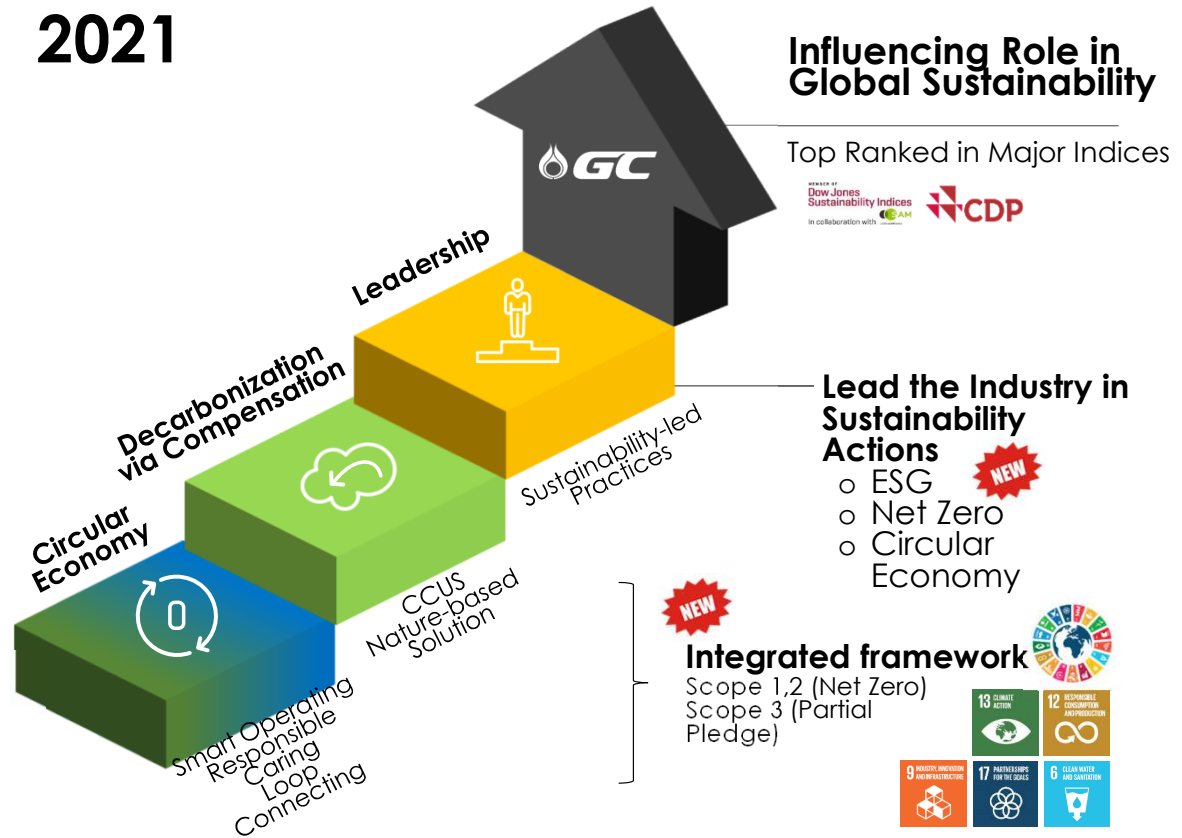 2021
Influencing Role in
Global Sustainability
Top Ranked in Major Indices
MEMBER OF
Dow Jones
Sustainability Indices
In collaboration with
CDP
GC
Leadership
Decarbonization
via Compensation
Circular
Economy
Sustainability-led
Practices
CCUS
Nature-based
Solution
Smart Operating
Responsible
Caring
Loop
Connecting
Lead the Industry in
Sustainability
Actions
o ESG
o Net Zero
o Circular
Economy
NEW
NEW
Integrated framework
Scope 1,2 (Net Zero)
Scope 3 (Partial
Pledge)
13 CLIMATE
ACTION
12 RESPONSIBLE
CONSUMPTION
AND PRODUCTION
9 INDUSTRY, INNOVATION
AND INFRASTRUCTURE
17 PARTNERSHIPS
FOR THE GOALS
6 CLEAN WATER
AND SANITATION